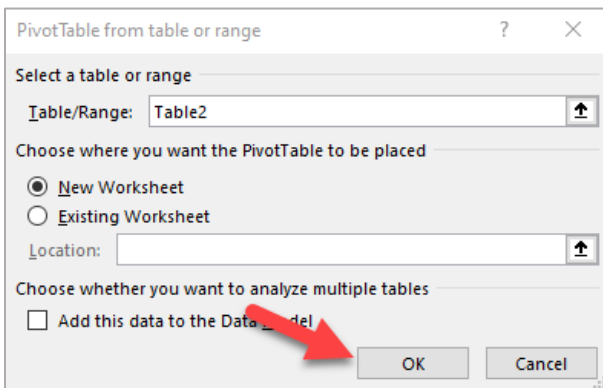 PivotTable from table or range ?
Select a table or range
Table/Range: Table2
Choose where you want the PivotTable to be placed
New Worksheet
Existing Worksheet
Location:
Choose whether you want to analyze multiple tables
Add this data to the Data
OK Cancel